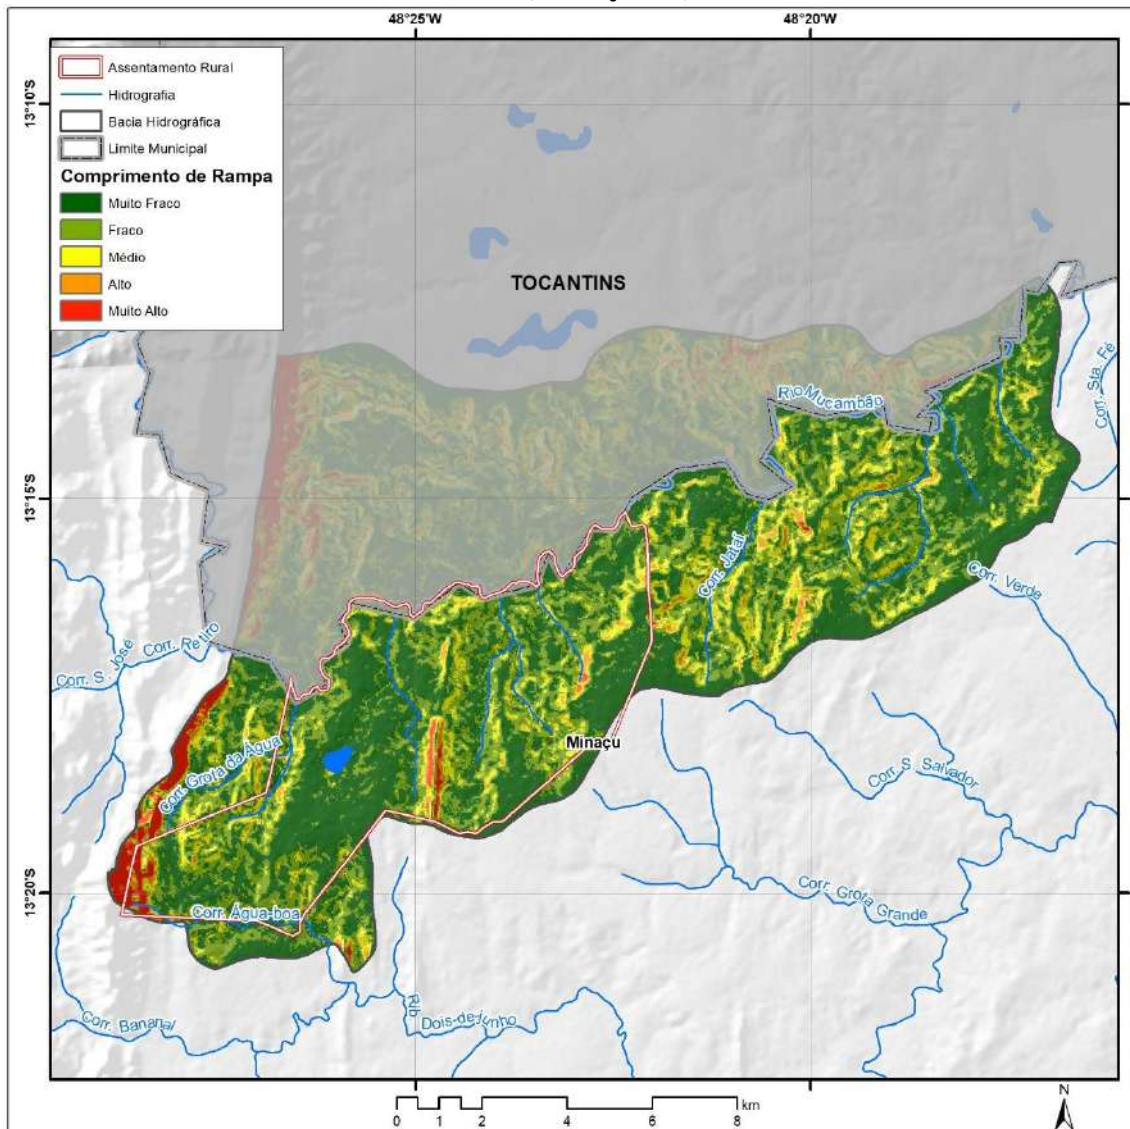 48°25'W
48°20'W
Assentamento Rural
Hidrografia
Bacia Hidrográfica
Limite Municipal
Comprimento de Rampa
Muito Fraco
Fraco
Médio
Alto
Muito Alto
13°10'S
TOCANTINS
Rio Mucambão
Corr. Sta. Fé
13°15'S
Corr. Jataí
Corr. Verde
Corr. S. José
Corr. Retiro
Corr. Grota da Água
Minaçu
Corr. S. Salvador
13°20'S
Corr. Água-boa
Corr. Grota Grande
Corr. Bananal
Rib. Dois-de-Junho
0 1 2 4 6 8 km
N